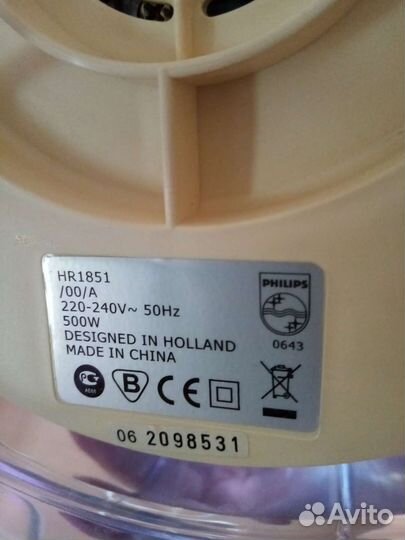 HR1851
/00/A
220-240V~ 50Hz
500W
DESIGNED IN HOLLAND
MADE IN CHINA
PHILIPS
0643
B CE
06 2098531
Avito